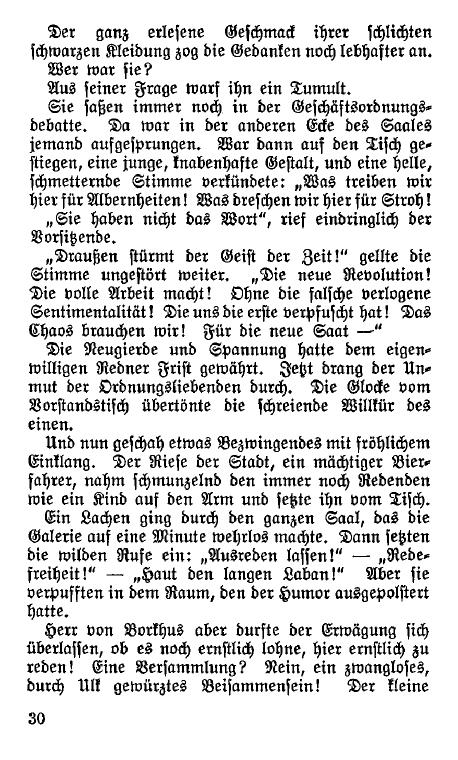 Der ganz erlesene Geschmack ihrer schlichten
schwarzen Kleidung zog die Gedanken noch lebhafter an.
Wer war sie?
Aus seiner Frage warf ihn ein Tumult.
Sie saßen immer noch in der Geschäftsordnungs-
debatte. Da war in der anderen Ecke des Saales
jemand aufgesprungen. War dann auf den Tisch ge-
stiegen, eine junge, knabenhafte Gestalt, und eine helle,
schmetternde Stimme verkündete: „Was treiben wir
hier für Albernheiten! Was dreschen wir hier für Stroh!
„Sie haben nicht das Wort“, rief eindringlich der
Vorsitzende.
„Draußen stürmt der Geist der Zeit!“ gellte die
Stimme ungestört weiter. „Die neue Revolution!
Die volle Arbeit macht! Ohne die falsche verlogene
Sentimentalität! Die uns die erste verpfuscht hat! Das
Chaos brauchen wir! Für die neue Saat —“
Die Neugierde und Spannung hatte dem eigen-
willigen Redner Frist gewährt. Jetzt drang der Un-
mut der Ordnungsliebenden durch. Die Glocke vom
Vorstandstisch übertönte die schreiende Willkür des
einen.
Und nun geschah etwas Bezwingendes mit fröhlichem
Einklang. Der Riese der Stadt, ein mächtiger Bier-
fahrer, nahm schmunzelnd den immer noch Redenden
wie ein Kind auf den Arm und setzte ihn vom Tisch.
Ein Lachen ging durch den ganzen Saal, das die
Galerie auf eine Minute wehrlos machte. Dann setzten
die wilden Rufe ein: „Ausreden lassen!“ — „Rede-
freiheit!“ — „Haut den langen Laban!“ Aber sie
verpufften in dem Raum, den der Humor ausgepolstert
hatte.
Herr von Borkhus aber durfte der Erwägung sich
überlassen, ob es noch ernstlich lohne, hier ernstlich zu
reden! Eine Versammlung? Nein, ein zwangloses,
durch Ulk gewürztes Beisammensein! Der kleine
30